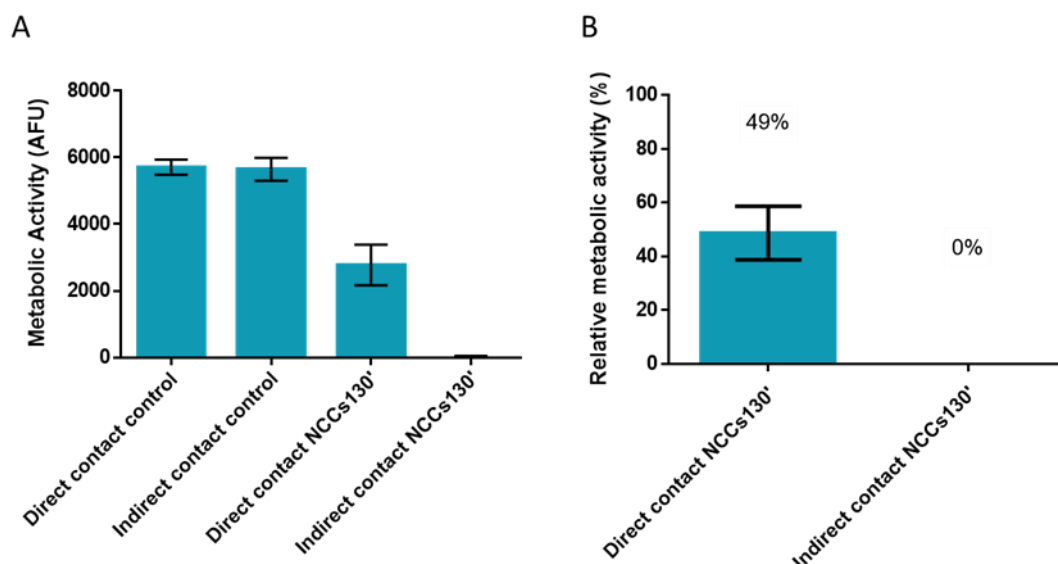 A
Metabolic Activity (AFU)
8000
6000
4000
2000
0
Direct contact control
Indirect contact control
Direct contact NCCs130'
Indirect contact NCCs130'
B
Relative metabolic activity (%)
100
80
60
40
20
0
49%
0%
Direct contact NCCs130'
Indirect contact NCCs130'